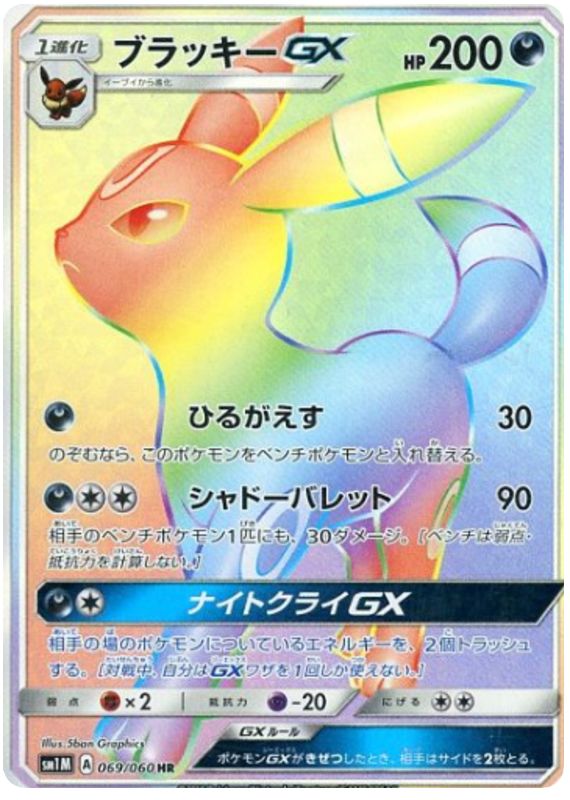 1進化 ブラッキーGX HP 200
イーブイから進化
ひるがえす 30
のぞむなら、このポケモンをベンチポケモンと入れ替える。
シャドーバレット 90
相手のベンチポケモン1匹にも、30ダメージ。[ベンチは弱点・
抵抗力を計算しない。]
ナイトクライGX
相手の場のポケモンについているエネルギーを、2個トラッシュ
する。[対戦中、自分はGXワザを1回しか使えない。]
弱点 ×2 抵抗力 -20 にげる
GXルール
Illus. 5ban Graphics
ポケモンGXがきぜつしたとき、相手はサイドを2枚とる。
sm1M A 069/060 HR